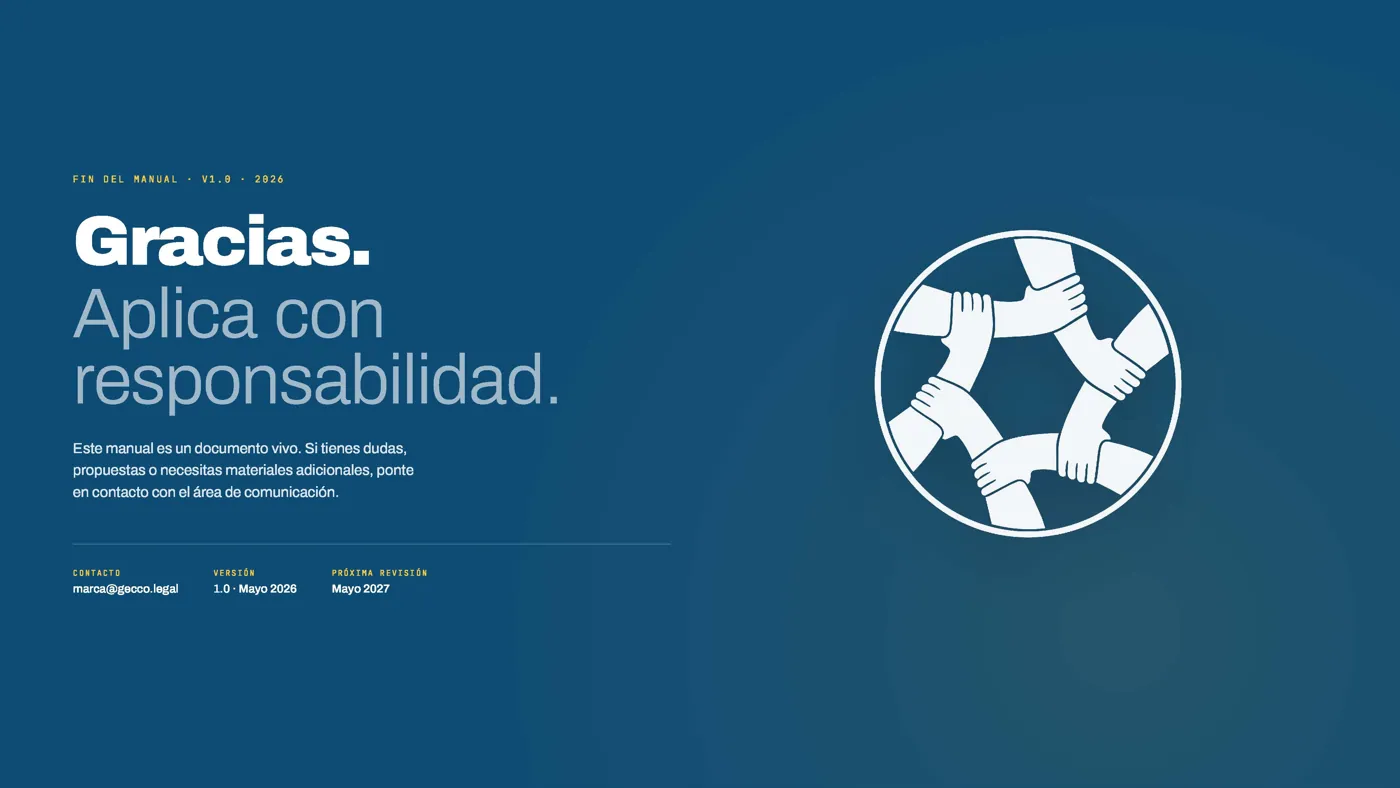 FIN DEL MANUAL · V1.0 · 2026
Gracias.
Aplica con
responsabilidad.
Este manual es un documento vivo. Si tienes dudas,
propuestas o necesitas materiales adicionales, ponte
en contacto con el área de comunicación.
CONTACTO
marca@gecco.legal
VERSIÓN
1.0 · Mayo 2026
PRÓXIMA REVISIÓN
Mayo 2027